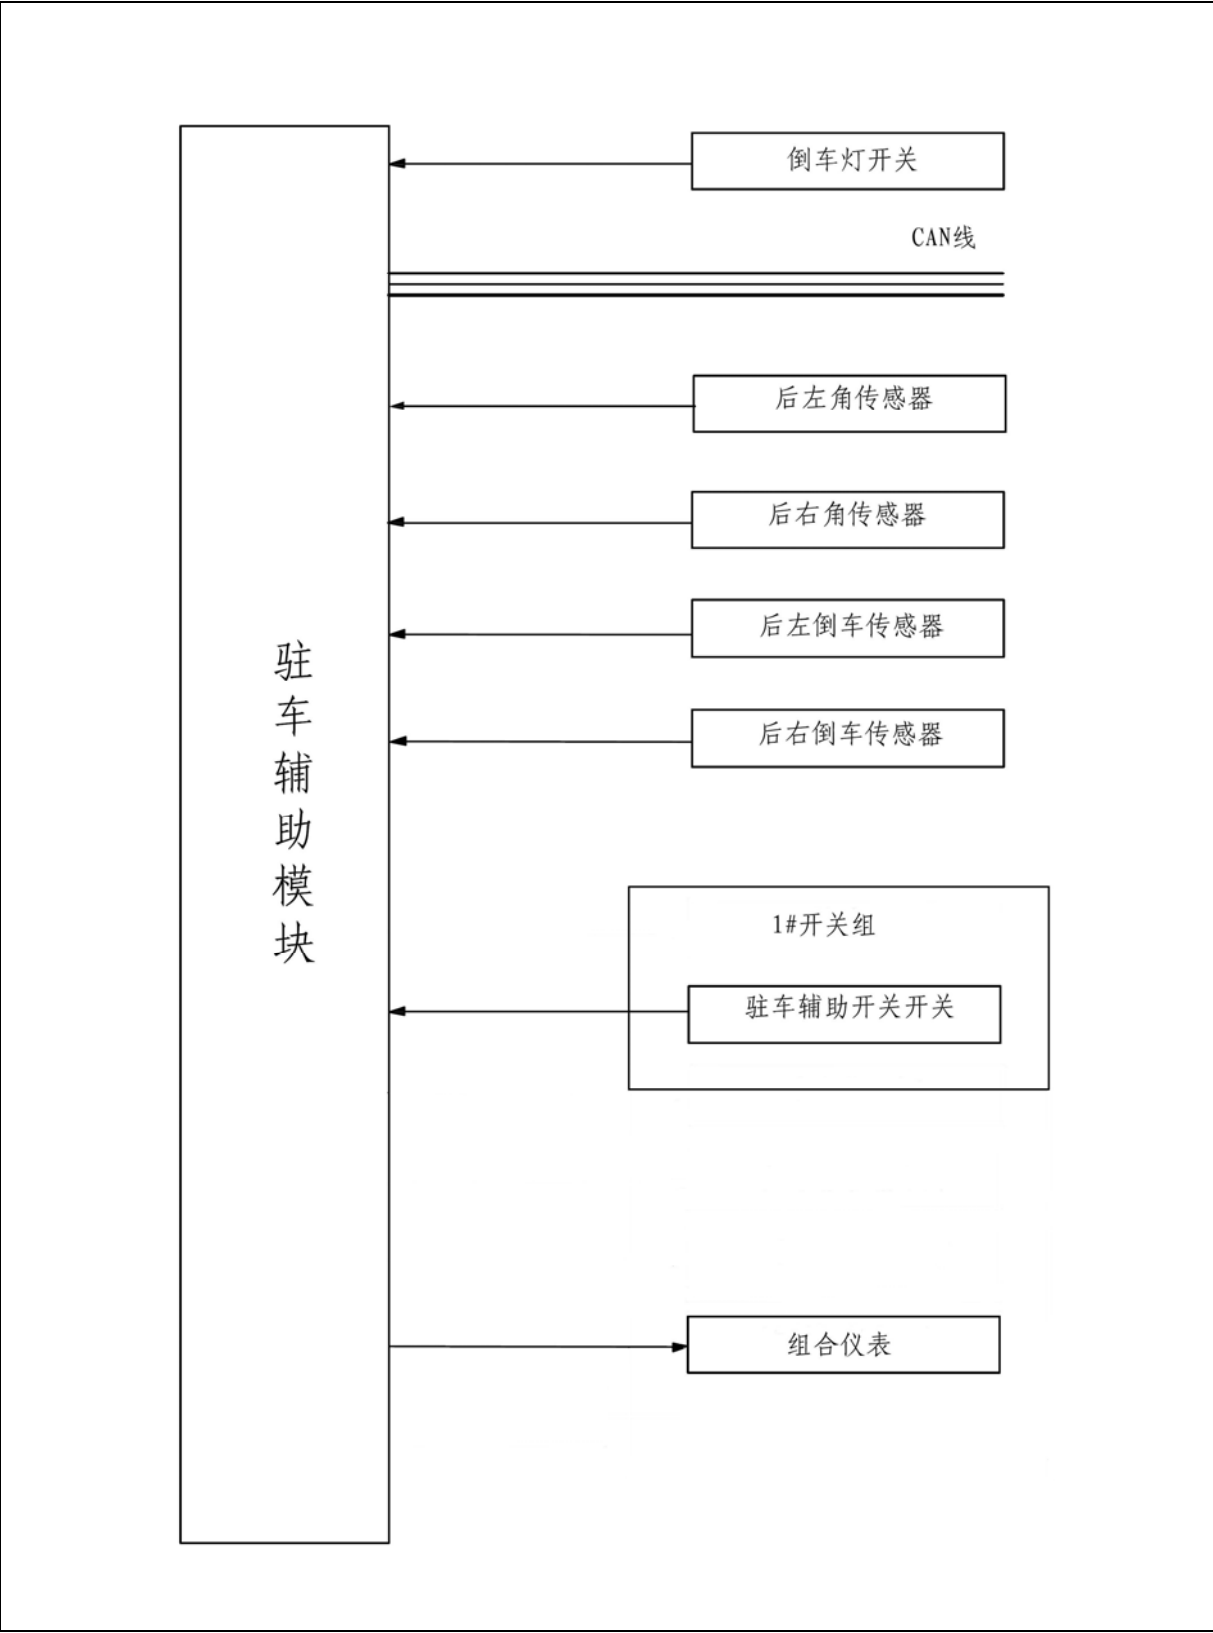 倒车灯开关
CAN线
后左角传感器
后右角传感器
后左倒车传感器
后右倒车传感器
驻车辅助模块
1#开关组
驻车辅助开关开关
组合仪表